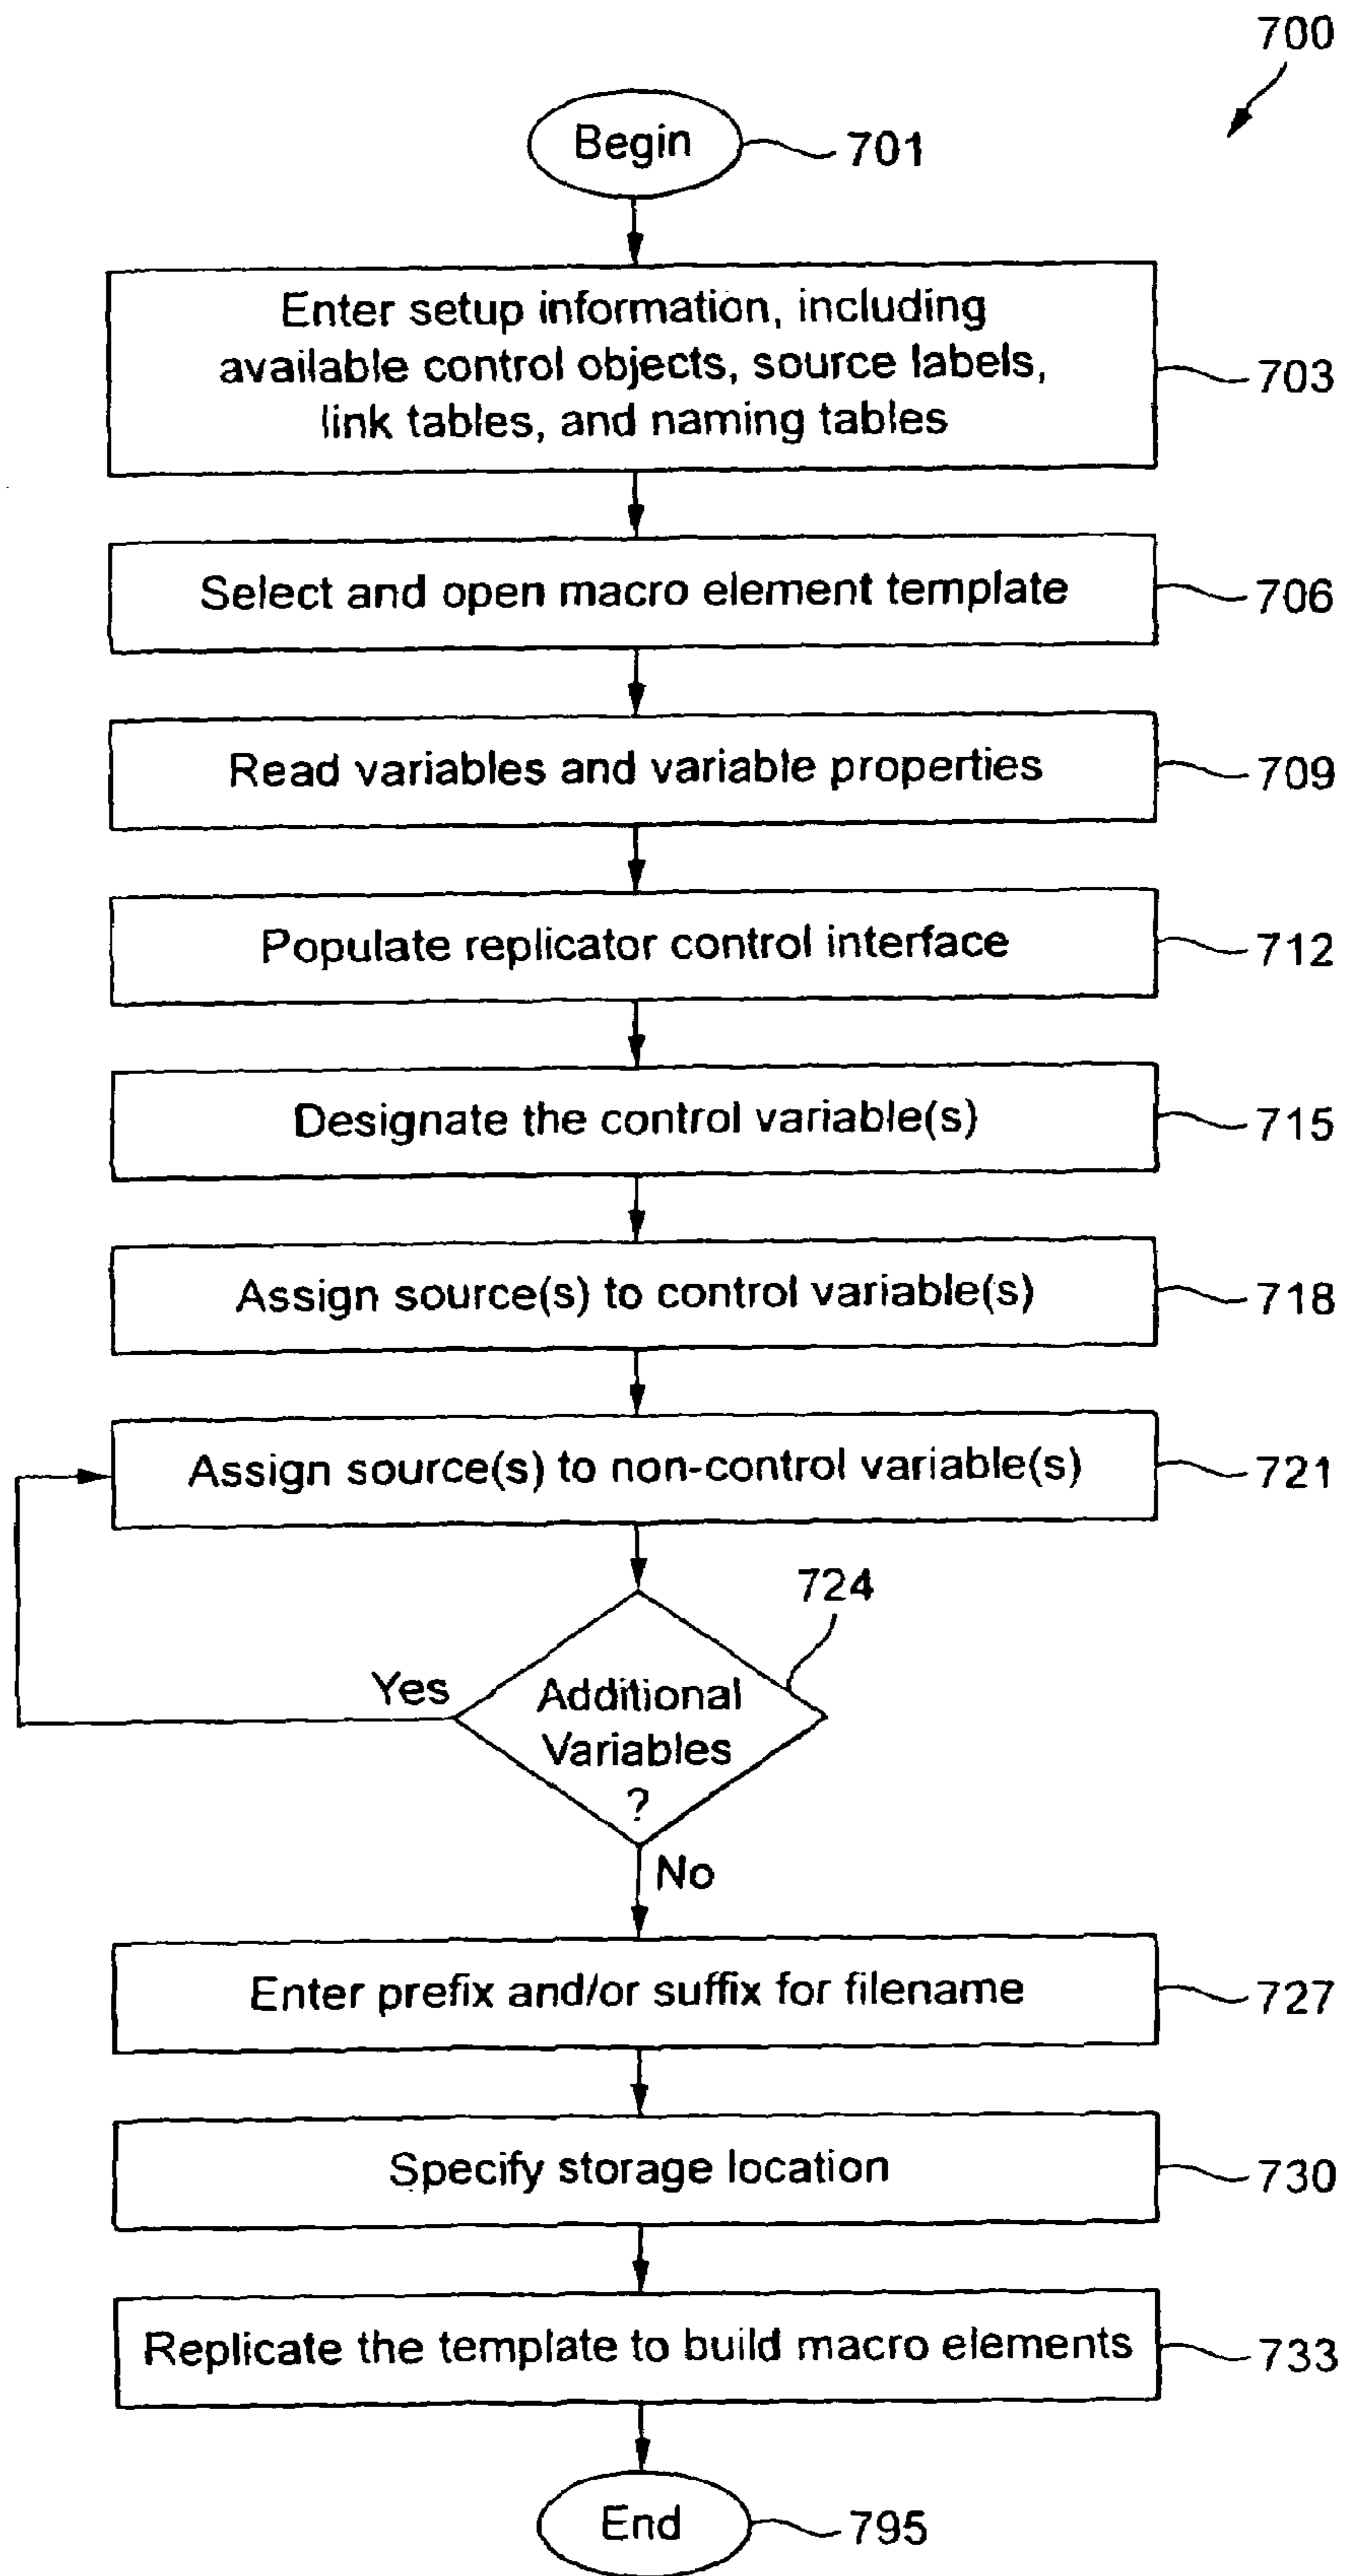 700
Begin
701
Enter setup information, including
available control objects, source labels,
link tables, and naming tables
703
Select and open macro element template
706
Read variables and variable properties
709
Populate replicator control interface
712
Designate the control variable(s)
715
Assign source(s) to control variable(s)
718
Assign source(s) to non-control variable(s)
721
724
Yes
Additional
Variables
?
No
Enter prefix and/or suffix for filename
727
Specify storage location
730
Replicate the template to build macro elements
733
End
795